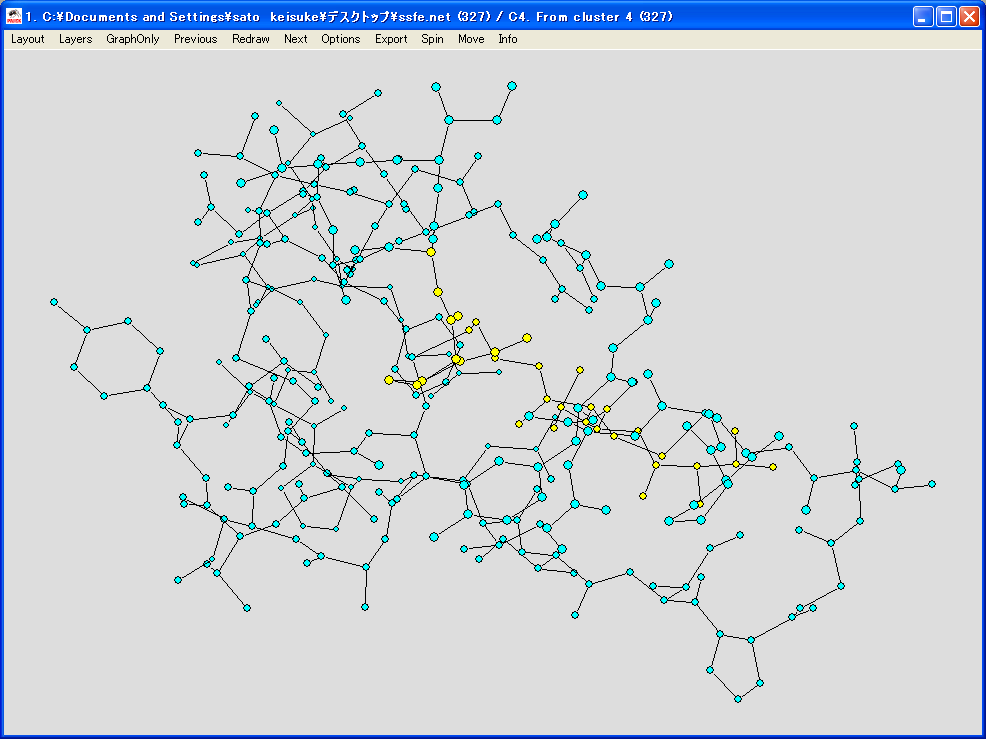 1. C:¥Documents and Settings¥sato keisuke¥デスクトップ¥ssfe.net (327) / C4. From cluster 4 (327)
Layout Layers GraphOnly Previous Redraw Next Options Export Spin Move Info